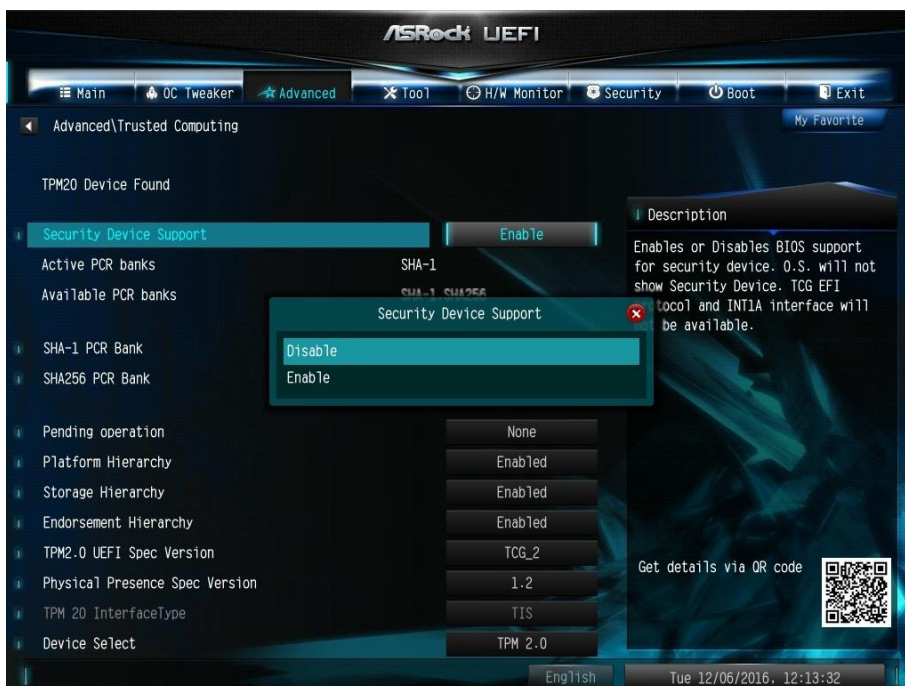 ASRock UEFI
Main OC Tweaker Advanced Tool H/W Monitor Security Boot Exit
Advanced\Trusted Computing
My Favorite
TPM20 Device Found
Security Device Support Enable
Active PCR banks SHA-1
Available PCR banks SHA-1,SHA256
SHA-1 PCR Bank
SHA256 PCR Bank
Security Device Support
Disable
Enable
Pending operation None
Platform Hierarchy Enabled
Storage Hierarchy Enabled
Endorsement Hierarchy Enabled
TPM2.0 UEFI Spec Version TCG_2
Physical Presence Spec Version 1.2
TPM 20 InterfaceType TIS
Device Select TPM 2.0
Description
Enables or Disables BIOS support
for security device. O.S. will not
show Security Device. TCG EFI
tocol and INT1A interface will
be available.
Get details via QR code
English
Tue 12/06/2016, 12:13:32